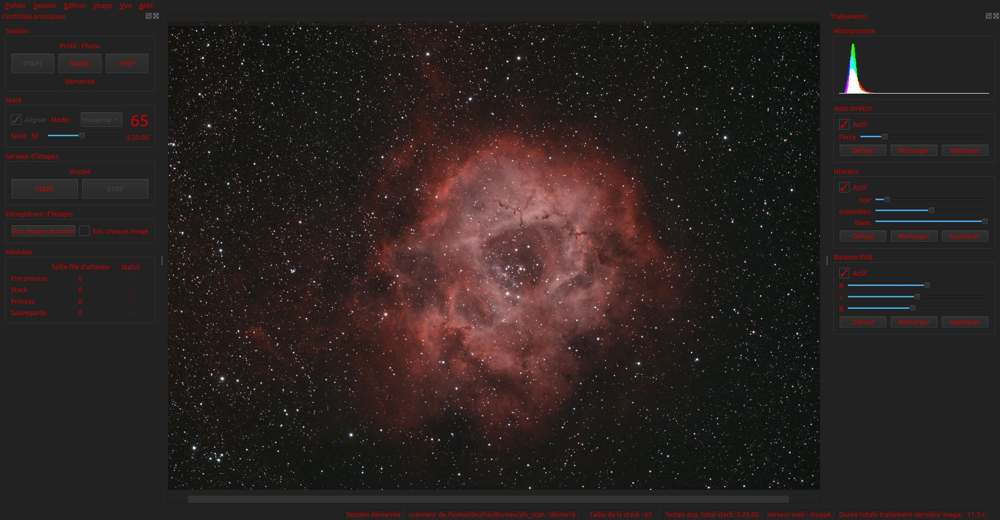 Fichier Session Edition Image Vue Aide
Contrôles principaux
Session
Profil : Photo
START PAUSE STOP
démarrée
Stack
Aligner Mode: moyenne 65
Seuil: 30 5:25:00
Serveur d'images
stoppé
START STOP
Enregistreur d'images
Enr. image courante Enr. chaque image
Modules
Taille file d'attente Statut
Pre-process 0 -
Stack 0 -
Process 0 -
Sauvegarde 0 -
Traitements
Histogramme
Auto stretch
Actif
Force
Défaut Recharger Appliquer
Niveaux
Actif
noir
exposition
blanc
Défaut Recharger Appliquer
Balance RVB
Actif
R
V
B
Défaut Recharger Appliquer
Session démarrée scanneur de /home/deufrai/Bureau/als_scan : démarré Taille de la stack : 65 Temps exp. total stack: 5:25:00 serveur web : stoppé Durée totale traitement dernière image: 11.3 s